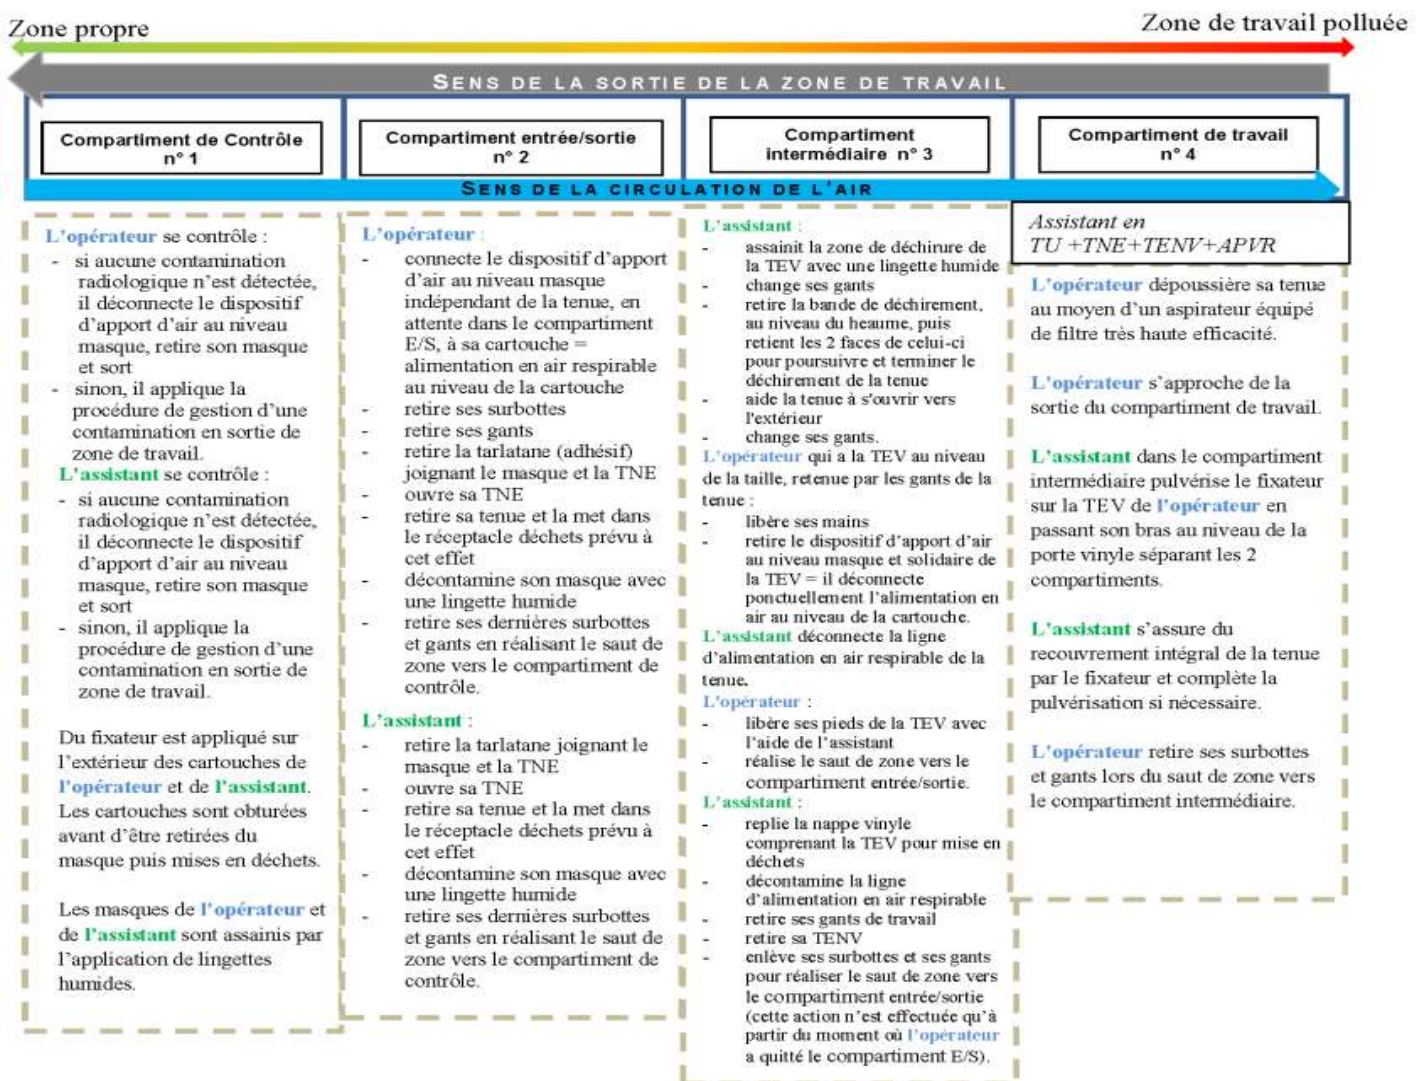 Zone propre
Zone de travail polluée
SENS DE LA SORTIE DE LA ZONE DE TRAVAIL
Compartiment de Contrôle
n° 1
Compartiment entrée/sortie
n° 2
Compartiment
intermédiaire n° 3
Compartiment de travail
n° 4
SENS DE LA CIRCULATION DE L'AIR
L'opérateur se contrôle :
- si aucune contamination
radiologique n'est détectée,
il déconnecte le dispositif
d'apport d'air au niveau
masque, retire son masque
et sort
- sinon, il applique la
procédure de gestion d'une
contamination en sortie de
zone de travail.
L'assistant se contrôle :
- si aucune contamination
radiologique n'est détectée,
il déconnecte le dispositif
d'apport d'air au niveau
masque, retire son masque
et sort
- sinon, il applique la
procédure de gestion d'une
contamination en sortie de
zone de travail.
Du fixateur est appliqué sur
l'extérieur des cartouches de
l'opérateur et de l'assistant.
Les cartouches sont obturées
avant d'être retirées du
masque puis mises en déchets.
Les masques de l'opérateur et
de l'assistant sont assainis par
l'application de lingettes
humides.
L'opérateur :
- connecte le dispositif d'apport
d'air au niveau masque
indépendant de la tenue, en
attente dans le compartiment
E/S, à sa cartouche =
alimentation en air respirable
au niveau de la cartouche
- retire ses surbottes
- retire ses gants
- retire la tarlatane (adhésif)
joignant le masque et la TNE
- ouvre sa TNE
- retire sa tenue et la met dans
le réceptacle déchets prévu à
cet effet
- décontamine son masque avec
une lingette humide
- retire ses dernières surbottes
et gants en réalisant le saut de
zone vers le compartiment de
contrôle.
L'assistant :
- retire la tarlatane joignant le
masque et la TNE
- ouvre sa TNE
- retire sa tenue et la met dans
le réceptacle déchets prévu à
cet effet
- décontamine son masque avec
une lingette humide
- retire ses dernières surbottes
et gants en réalisant le saut de
zone vers le compartiment de
contrôle.
L'assistant :
- assainit la zone de déchirure de
la TEV avec une lingette humide
- change ses gants
- retire la bande de déchirement,
au niveau du heaume, puis
retient les 2 faces de celui-ci
pour poursuivre et terminer le
déchirement de la tenue
- aide la tenue à s'ouvrir vers
l'extérieur
- change ses gants.
L'opérateur qui a la TEV au niveau
de la taille, retenue par les gants de la
tenue :
- libère ses mains
- retire le dispositif d'apport d'air
au niveau masque et solidaire de
la TEV = il déconnecte
ponctuellement l'alimentation en
air au niveau de la cartouche.
L'assistant déconnecte la ligne
d'alimentation en air respirable de la
tenue.
L'opérateur :
- libère ses pieds de la TEV avec
l'aide de l'assistant
- réalise le saut de zone vers le
compartiment entrée/sortie.
L'assistant :
- replie la nappe vinyle
comprenant la TEV pour mise en
déchets
- décontamine la ligne
d'alimentation en air respirable
- retire ses gants de travail
- retire sa TENV
- enlève ses surbottes et ses gants
pour réaliser le saut de zone vers
le compartiment entrée/sortie
(cette action n'est effectuée qu'à
partir du moment où l'opérateur
a quitté le compartiment E/S).
Assistant en
TU +TNE+TENV+APVR
L'opérateur dépoussière sa tenue
au moyen d'un aspirateur équipé
de filtre très haute efficacité.
L'opérateur s'approche de la
sortie du compartiment de travail.
L'assistant dans le compartiment
intermédiaire pulvérise le fixateur
sur la TEV de l'opérateur en
passant son bras au niveau de la
porte vinyle séparant les 2
compartiments.
L'assistant s'assure du
recouvrement intégral de la tenue
par le fixateur et complète la
pulvérisation si nécessaire.
L'opérateur retire ses surbottes
et gants lors du saut de zone vers
le compartiment intermédiaire.